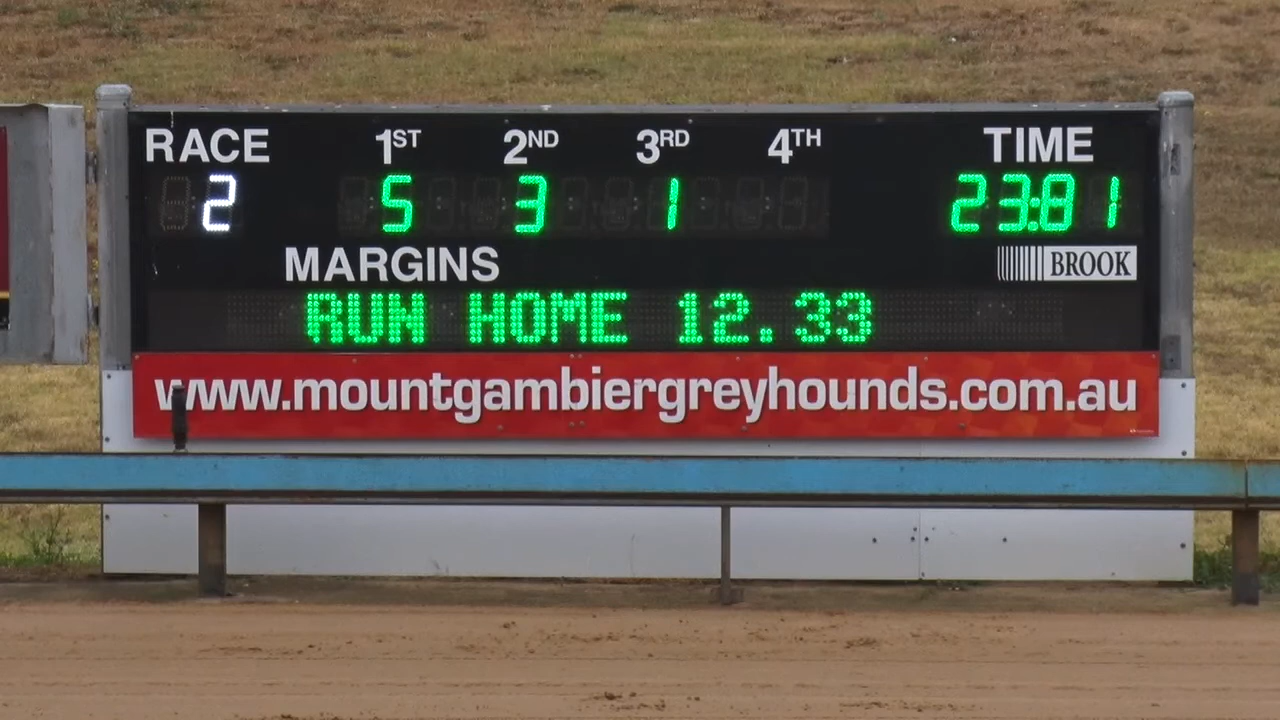 RACE 1ST 2ND 3RD 4TH TIME
2 5 3 1 23:81
MARGINS BROOK
RUN HOME 12.33
www.mountgambiergreyhounds.com.au